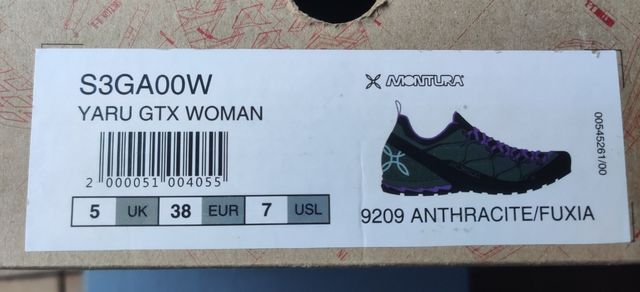 S3GA00W
YARU GTX WOMAN
2 000051 004055
5 UK 38 EUR 7 USL
MONTURA
9209 ANTHRACITE/FUXIA
00545261/00